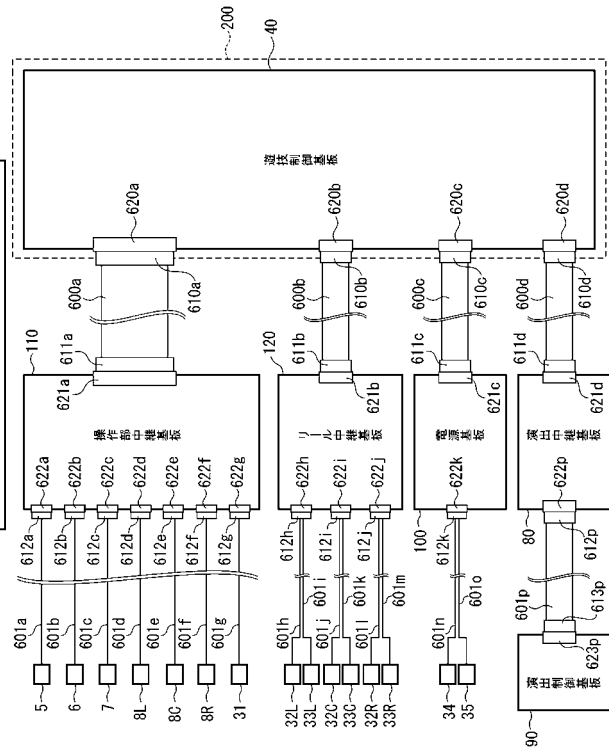 200
40
遊技制御基板
620a
620b
620c
620d
610a
610b
610c
610d
600a
600b
600c
600d
611a
611b
611c
611d
621a
621b
621c
621d
110
120
100
80
操作部中継基板
リール中継基板
電源基板
演出中継基板
622a
622b
622c
622d
622e
622f
622g
622h
622i
622j
622k
622p
612a
612b
612c
612d
612e
612f
612g
612h
612i
612j
612k
612p
601a
601b
601c
601d
601e
601f
601g
601h
601i
601j
601k
601l
601m
601n
601o
601p
613p
623p
5
6
7
8L
8C
8R
31
32L
33L
32C
33C
32R
33R
34
35
演出制御基板
90